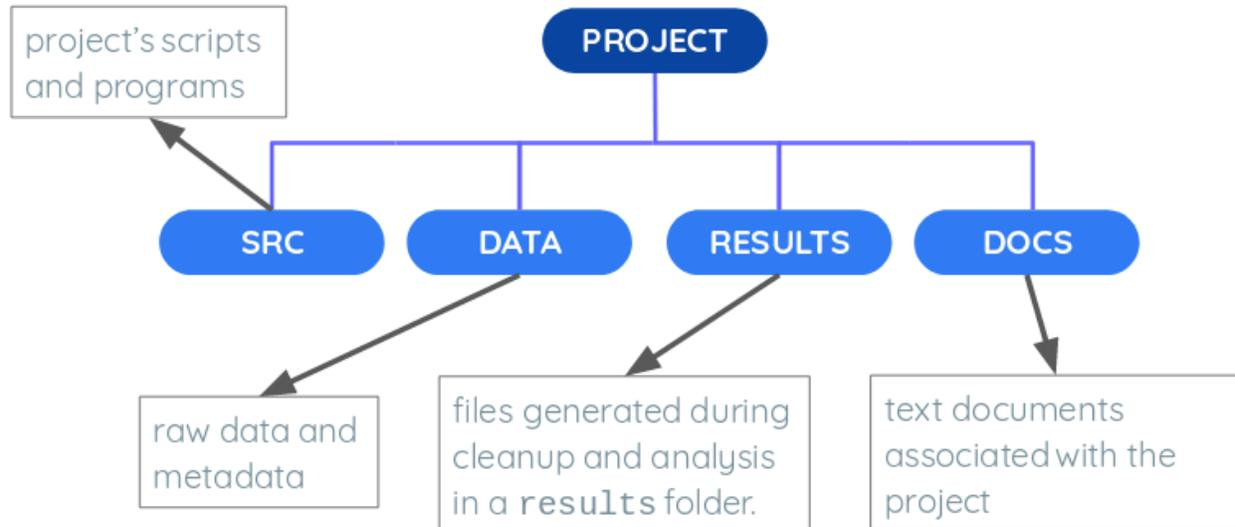 project's scripts
and programs
PROJECT
SRC
DATA
RESULTS
DOCS
raw data and
metadata
files generated during
cleanup and analysis
in a results folder.
text documents
associated with the
project